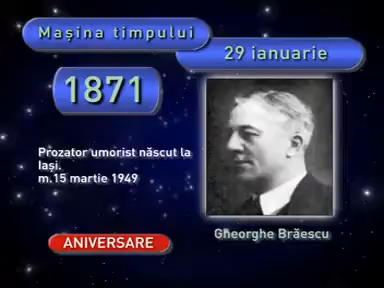 Mașina timpului
29 ianuarie
1871
Prozator umorist născut la
Iași.
m.15 martie 1949
Gheorghe Brăescu
ANIVERSARE